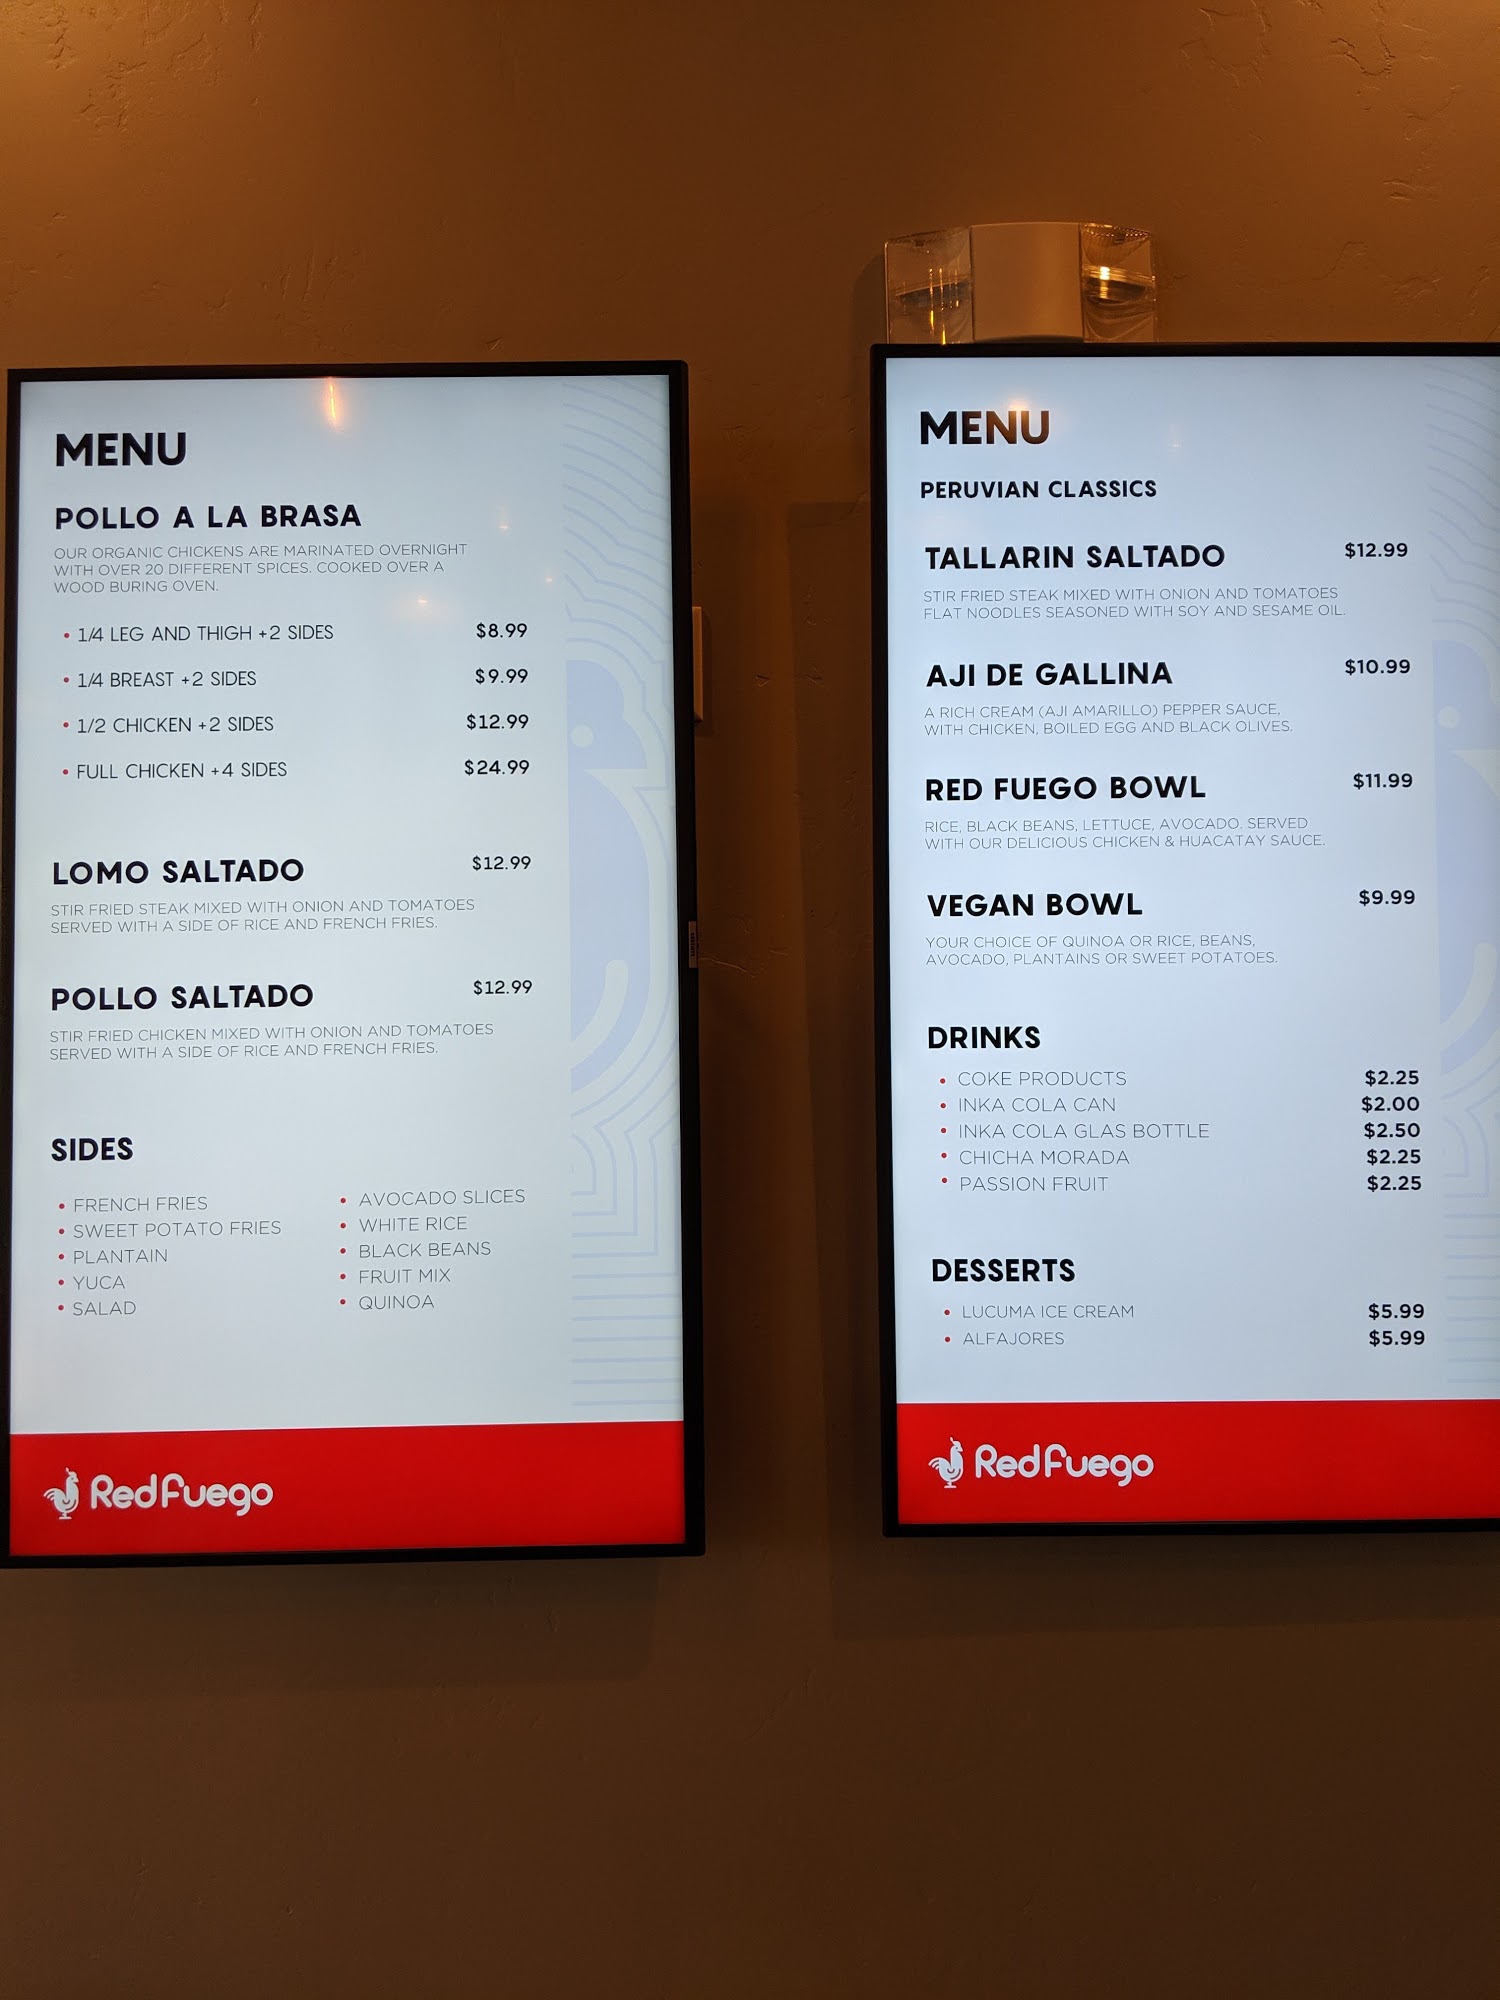 MENU
POLLO A LA BRASA
OUR ORGANIC CHICKENS ARE MARINATED OVERNIGHT
WITH OVER 20 DIFFERENT SPICES. COOKED OVER A
WOOD BURING OVEN.
• 1/4 LEG AND THIGH +2 SIDES $8.99
• 1/4 BREAST +2 SIDES $9.99
• 1/2 CHICKEN +2 SIDES $12.99
• FULL CHICKEN +4 SIDES $24.99
LOMO SALTADO $12.99
STIR FRIED STEAK MIXED WITH ONION AND TOMATOES
SERVED WITH A SIDE OF RICE AND FRENCH FRIES.
POLLO SALTADO $12.99
STIR FRIED CHICKEN MIXED WITH ONION AND TOMATOES
SERVED WITH A SIDE OF RICE AND FRENCH FRIES.
SIDES
• FRENCH FRIES
• SWEET POTATO FRIES
• PLANTAIN
• YUCA
• SALAD
• AVOCADO SLICES
• WHITE RICE
• BLACK BEANS
• FRUIT MIX
• QUINOA
RedFuego
MENU
PERUVIAN CLASSICS
TALLARIN SALTADO $12.99
STIR FRIED STEAK MIXED WITH ONION AND TOMATOES
FLAT NOODLES SEASONED WITH SOY AND SESAME OIL.
AJI DE GALLINA $10.99
A RICH CREAM (AJI AMARILLO) PEPPER SAUCE,
WITH CHICKEN, BOILED EGG AND BLACK OLIVES.
RED FUEGO BOWL $11.99
RICE, BLACK BEANS, LETTUCE, AVOCADO. SERVED
WITH OUR DELICIOUS CHICKEN & HUACATAY SAUCE.
VEGAN BOWL $9.99
YOUR CHOICE OF QUINOA OR RICE, BEANS,
AVOCADO, PLANTAINS OR SWEET POTATOES.
DRINKS
• COKE PRODUCTS $2.25
• INKA COLA CAN $2.00
• INKA COLA GLAS BOTTLE $2.50
• CHICHA MORADA $2.25
• PASSION FRUIT $2.25
DESSERTS
• LUCUMA ICE CREAM $5.99
• ALFAJORES $5.99
RedFuego